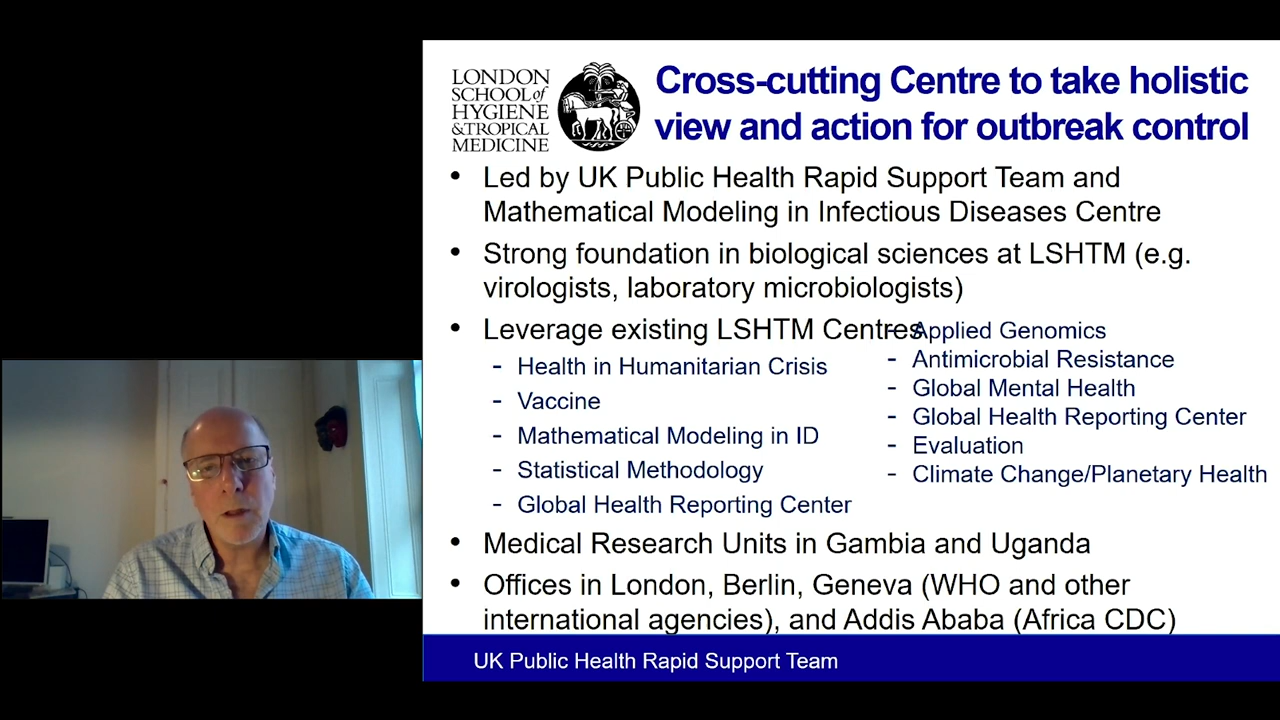 LONDON
SCHOOL of
HYGIENE
& TROPICAL
MEDICINE
Cross-cutting Centre to take holistic
view and action for outbreak control
• Led by UK Public Health Rapid Support Team and
Mathematical Modeling in Infectious Diseases Centre
• Strong foundation in biological sciences at LSHTM (e.g.
virologists, laboratory microbiologists)
• Leverage existing LSHTM Centres
- Health in Humanitarian Crisis
- Vaccine
- Mathematical Modeling in ID
- Statistical Methodology
- Global Health Reporting Center
- Applied Genomics
- Antimicrobial Resistance
- Global Mental Health
- Global Health Reporting Center
- Evaluation
- Climate Change/Planetary Health
• Medical Research Units in Gambia and Uganda
• Offices in London, Berlin, Geneva (WHO and other
international agencies), and Addis Ababa (Africa CDC)
UK Public Health Rapid Support Team